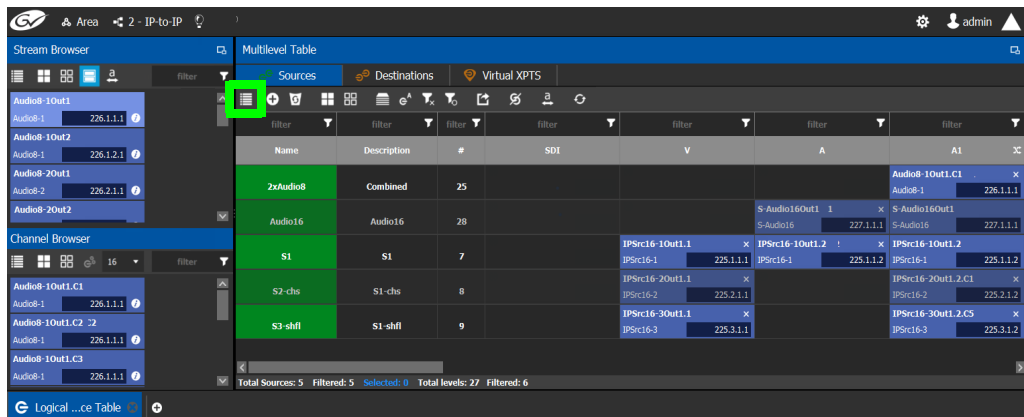 GV Area 2 - IP-to-IP admin
Stream Browser
filter
Audio8-1Out1
Audio8-1 226.1.1.1
Audio8-1Out2
Audio8-1 226.1.2.1
Audio8-2Out1
Audio8-2 226.2.1.1
Audio8-2Out2
Channel Browser
16 filter
Audio8-1Out1.C1
Audio8-1 226.1.1.1
Audio8-1Out1.C2 :2
Audio8-1 226.1.1.1
Audio8-1Out1.C3
Audio8-1 226.1.1.1
Multilevel Table
Sources Destinations Virtual XPTS
filter filter filter filter filter filter filter
Name Description # SDI V A A1
2xAudio8 Combined 25 Audio8-1Out1.C1 x
Audio8-1 226.1.1.1
Audio16 Audio16 28 S-Audio16Out1 1 x S-Audio16Out1
S-Audio16 227.1.1.1 S-Audio16 227.1.1.1
S1 S1 7 IPSrc16-1Out1.1 x IPSrc16-1Out1.2 x IPSrc16-1Out1.2
IPSrc16-1 225.1.1.1 IPSrc16-1 225.1.1.2 IPSrc16-1 225.1.1.2
S2-chs S1-chs 8 IPSrc16-2Out1.1 x IPSrc16-2Out1.2.C1 x
IPSrc16-2 225.2.1.1 IPSrc16-2 225.2.1.2
S3-shfl S1-shfl 9 IPSrc16-3Out1.1 x IPSrc16-3Out1.2.C5 x
IPSrc16-3 225.3.1.1 IPSrc16-3 225.3.1.2
Total Sources: 5 Filtered: 5 Selected: 0 Total levels: 27 Filtered: 6
Logical ...ce Table